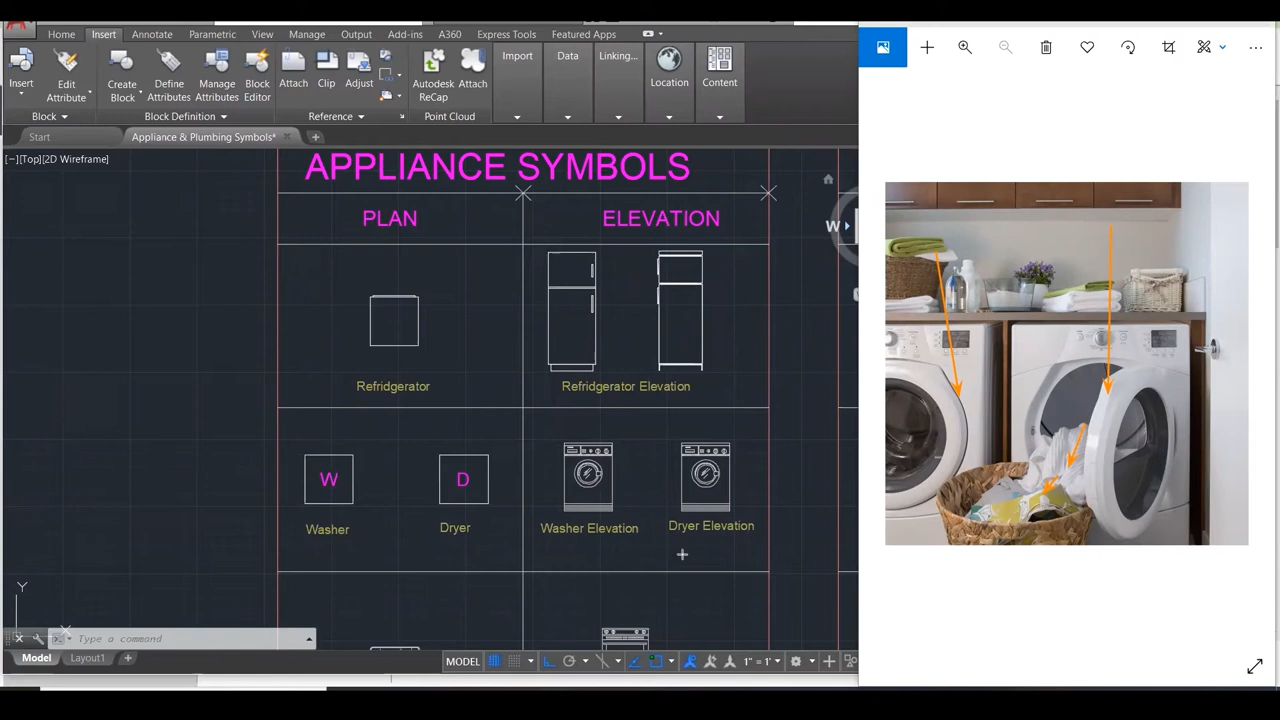 Home Insert Annotate Parametric View Manage Output Add-ins A360 Express Tools Featured Apps
Insert Edit Attribute Create Block Define Attributes Manage Attributes Block Editor Attach Clip Adjust Autodesk ReCap Attach Import Data Linking... Location Content
Block Block Definition Reference Point Cloud
Start Appliance & Plumbing Symbols*
[−][Top][2D Wireframe]
APPLIANCE SYMBOLS
PLAN ELEVATION
W
Refridgerator Refridgerator Elevation
W D
Washer Dryer Washer Elevation Dryer Elevation
Y
Type a command
Model Layout1 MODEL 1" = 1'